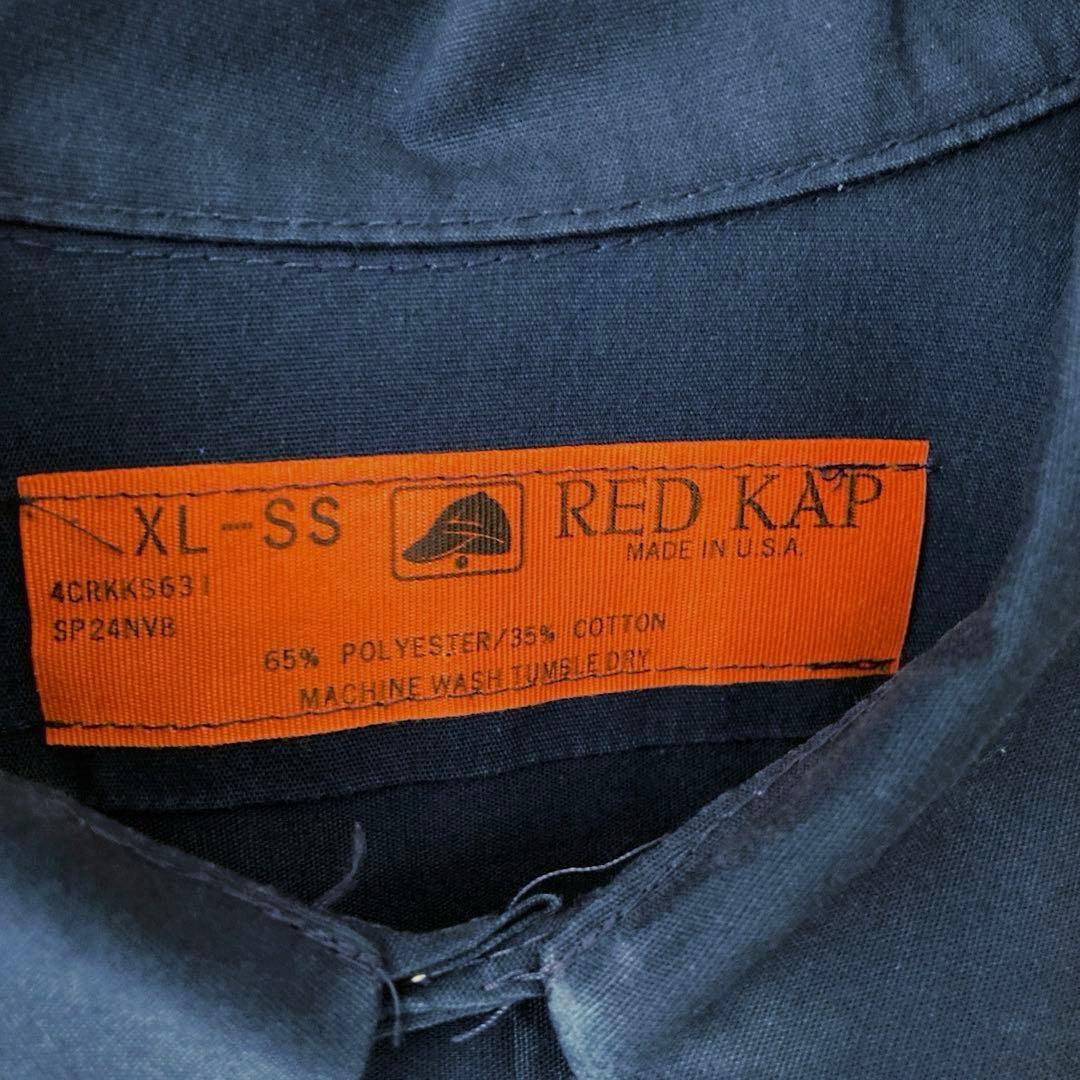 XL-SS
RED KAP
MADE IN U.S.A.
4CRKKS631
SP24NVB
65% POLYESTER/35% COTTON
MACHINE WASH TUMBLE DRY